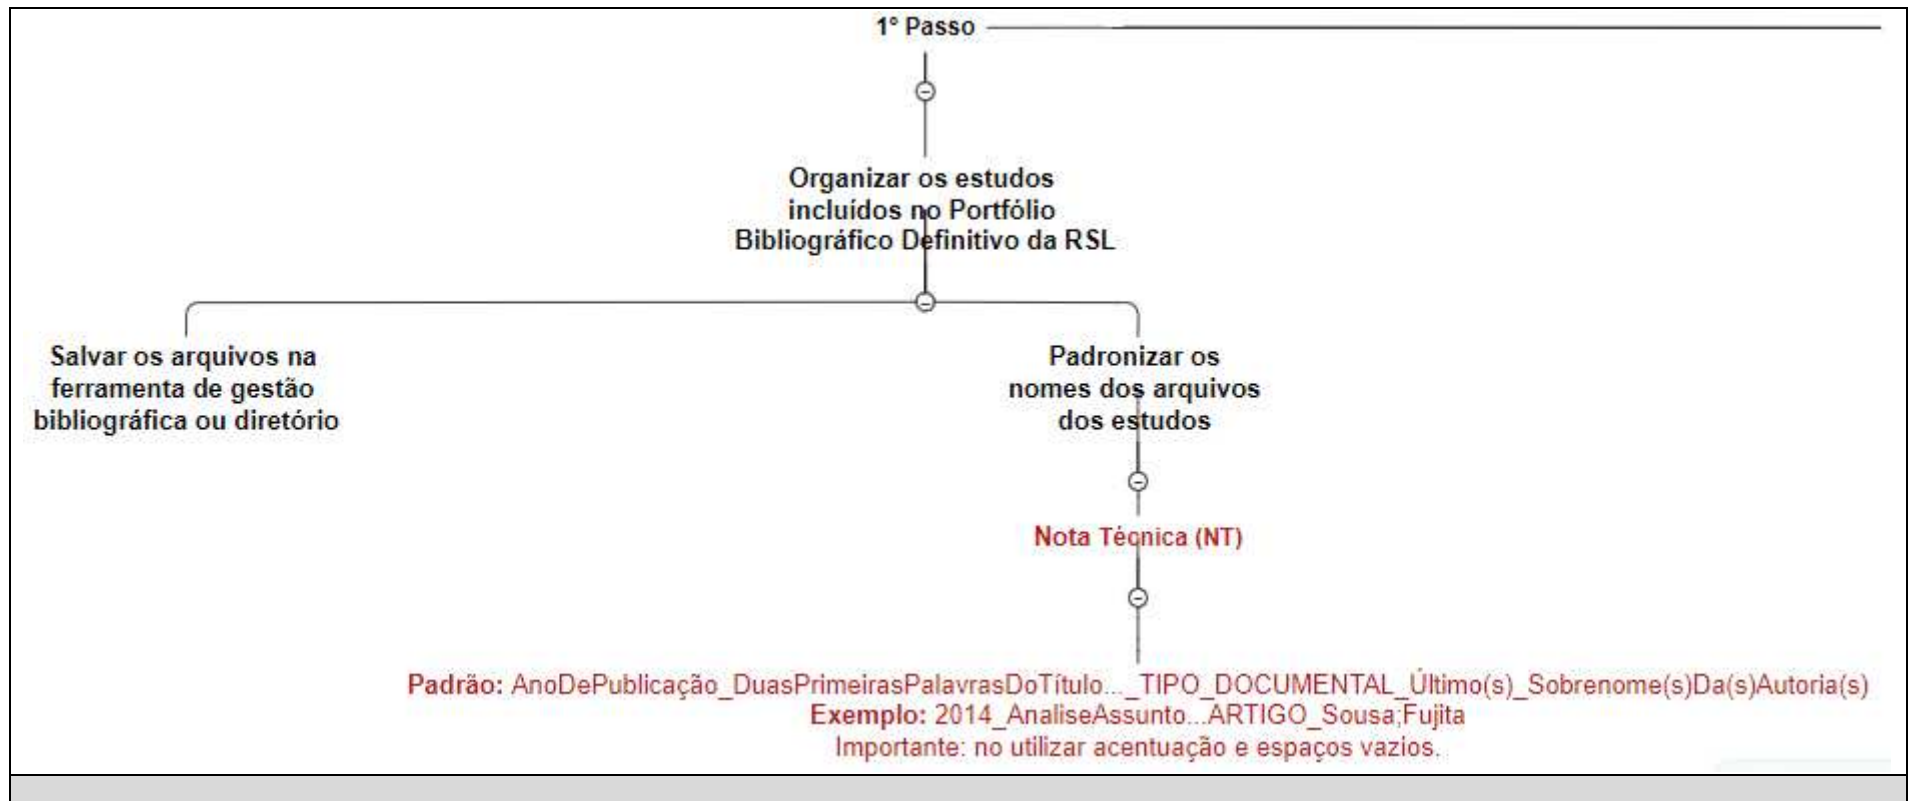 1º Passo
Organizar os estudos
incluídos no Portfólio
Bibliográfico Definitivo da RSL
Salvar os arquivos na
ferramenta de gestão
bibliográfica ou diretório
Padronizar os
nomes dos arquivos
dos estudos
Nota Técnica (NT)
Padrão: AnoDePublicação_DuasPrimeirasPalavrasDoTítulo..._TIPO_DOCUMENTAL_Último(s)_Sobrenome(s)Da(s)Autoria(s)
Exemplo: 2014_AnaliseAssunto...ARTIGO_Sousa;Fujita
Importante: no utilizar acentuação e espaços vazios.